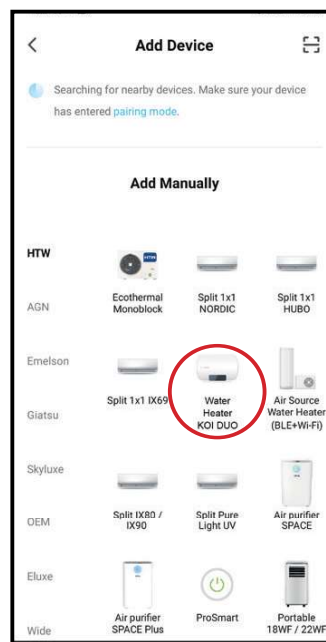 Add Device
Searching for nearby devices. Make sure your device
has entered pairing mode.
Add Manually
HTW
AGN
Emelson
Giatsu
Skyluxe
OEM
Eluxe
Wide
HTW
Ecothermal
Monoblock
Split 1x1
NORDIC
Split 1x1
HUBO
Split 1x1 IX69
Water
Heater
KOI DUO
Air Source
Water Heater
(BLE+Wi-Fi)
Split IX80 /
IX90
Split Pure
Light UV
Air purifier
SPACE
Air purifier
SPACE Plus
ProSmart
Portable
18WF / 22WF